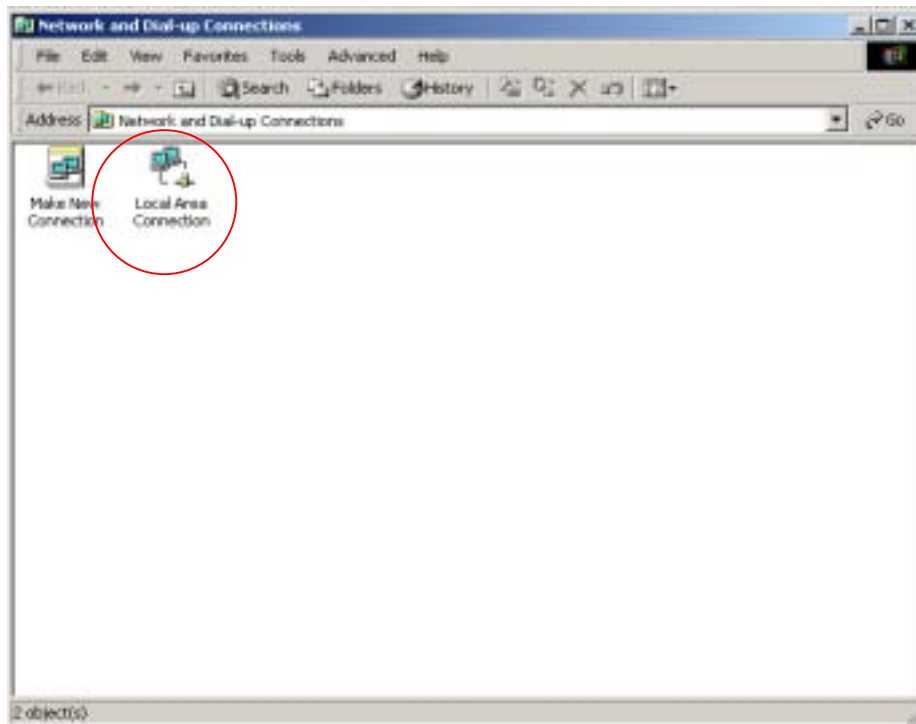 Network and Dial-up Connections
File Edit View Favorites Tools Advanced Help
Back Search Folders History
Address Network and Dial-up Connections Go
Make New Connection
Local Area Connection
2 object(s)